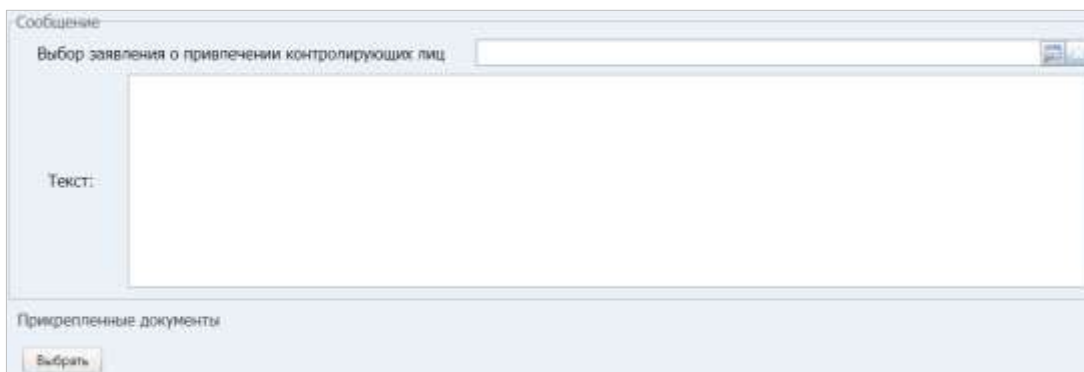 Сообщение
Выбор заявления о привлечении контролирующих лиц
Текст:
Прикрепленные документы
Выбрать